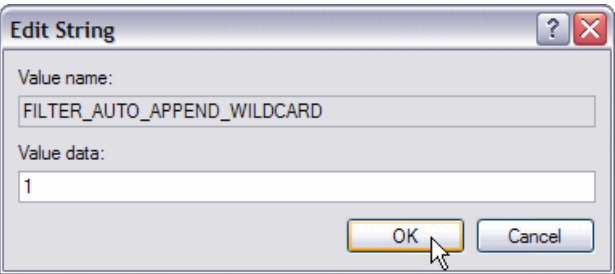 Edit String
?
Value name:
FILTER_AUTO_APPEND_WILDCARD
Value data:
1
OK Cancel